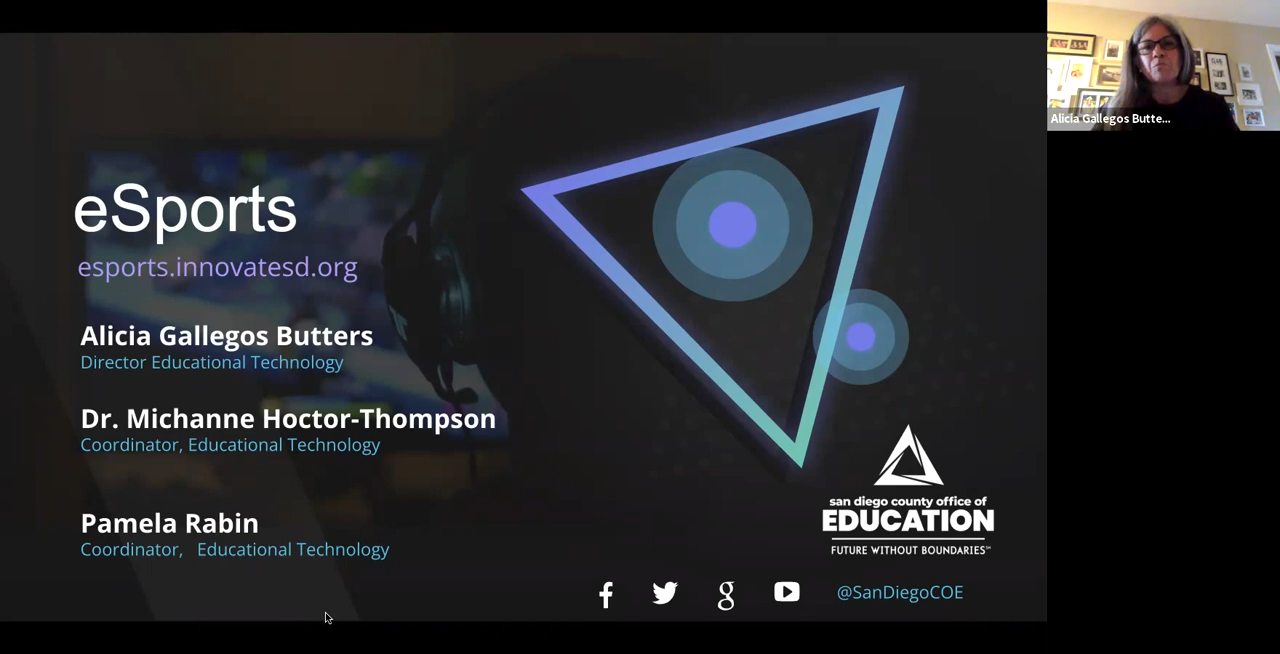 eSports
esports.innovatesd.org
Alicia Gallegos Butters
Director Educational Technology
Dr. Michanne Hoctor-Thompson
Coordinator, Educational Technology
Pamela Rabin
Coordinator, Educational Technology
san diego county office of
EDUCATION
FUTURE WITHOUT BOUNDARIES℠
@SanDiegoCOE
Alicia Gallegos Butte...